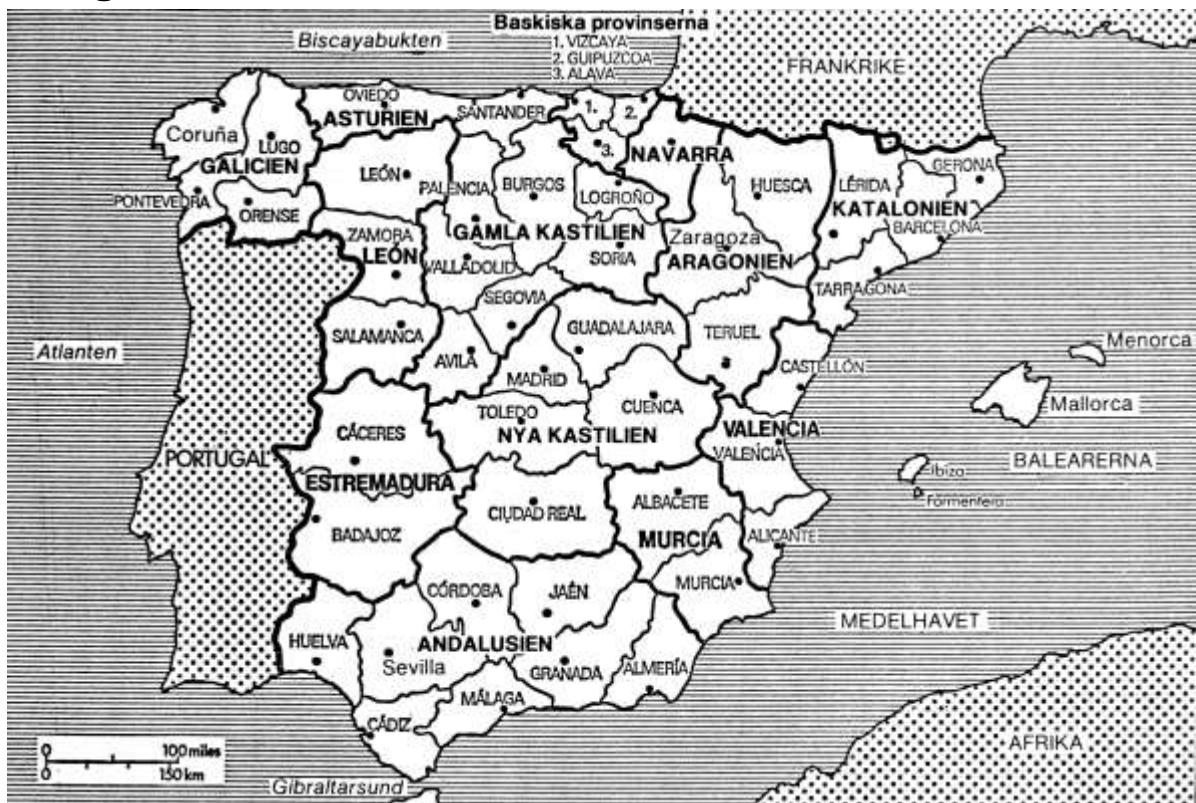 Baskiska provinserna
1. VIZCAYA
2. GUIPUZCOA
3. ALAVA
Biscayabukten
FRANKRIKE
OVIEDO
ASTURIEN
SANTANDER
1.
2.
3.
Coruña
LUGO
GALICIEN
PONTEVEDRA
ORENSE
LEÓN
PALENCIA
BURGOS
LOGROÑO
NAVARRA
HUESCA
LÉRIDA
GERONA
KATALONIEN
BARCELONA
TARRAGONA
ZAMORA
LEÓN
GAMLA KASTILIEN
VALLADOLID
SORIA
Zaragoza
ARAGONIEN
SEGOVIA
SALAMANCA
AVILA
MADRID
GUADALAJARA
TERUEL
CASTELLÓN
Menorca
Mallorca
Atlanten
CUENCA
TOLEDO
NYA KASTILIEN
CÁCERES
VALENCIA
VALENCIA
BALEARERNA
Ibiza
Formentera
PORTUGAL
ESTREMADURA
BADAJOZ
CIUDAD REAL
ALBACETE
MURCIA
ALICANTE
MURCIA
CÓRDOBA
JAÉN
MEDELHAVET
HUELVA
ANDALUSIEN
Sevilla
GRANADA
ALMERÍA
MÁLAGA
CÁDIZ
AFRIKA
0 100 miles
0 150 km
Gibraltarsund